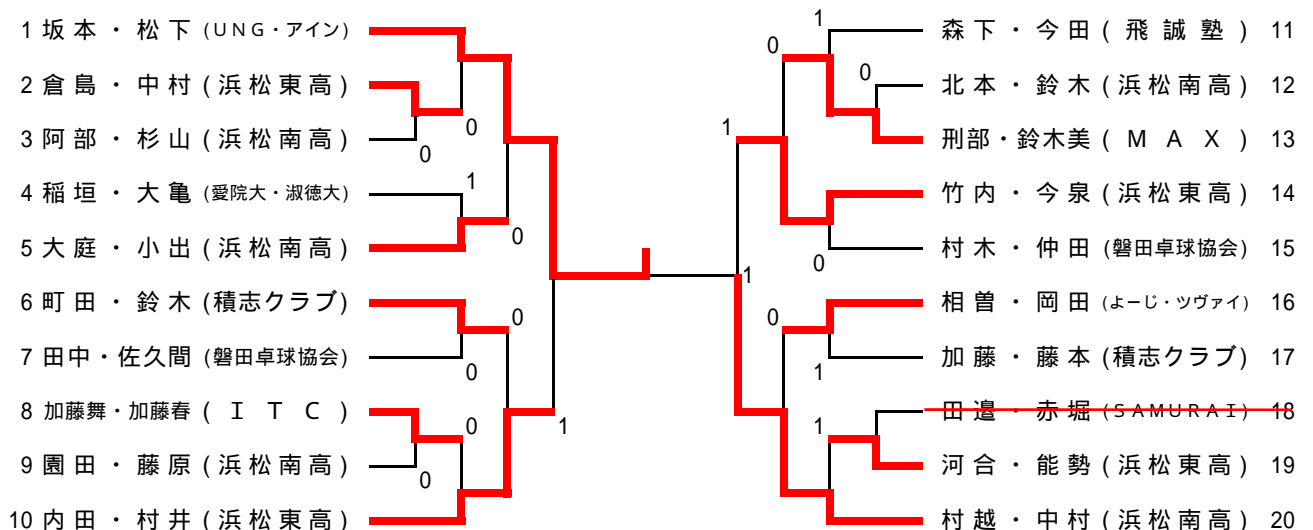 1 坂本・松下 (UNG・アイン)
2 倉島・中村 (浜松東高)
3 阿部・杉山 (浜松南高)
4 稲垣・大亀 (愛院大・淑徳大)
5 大庭・小出 (浜松南高)
6 町田・鈴木 (積志クラブ)
7 田中・佐久間 (磐田卓球協会)
8 加藤舞・加藤春 (ITC)
9 園田・藤原 (浜松南高)
10 内田・村井 (浜松東高)
0
0
1
0
0
0
0
0
1
1
0
0
1
0
1
0
1
1
森下・今田 (飛誠塾) 11
北本・鈴木 (浜松南高) 12
刑部・鈴木美 (MAX) 13
竹内・今泉 (浜松東高) 14
村木・仲田 (磐田卓球協会) 15
相曽・岡田 (よーじ・ツヴァイ) 16
加藤・藤本 (積志クラブ) 17
田邉・赤堀 (SAMURAI) 18
河合・能勢 (浜松東高) 19
村越・中村 (浜松南高) 20